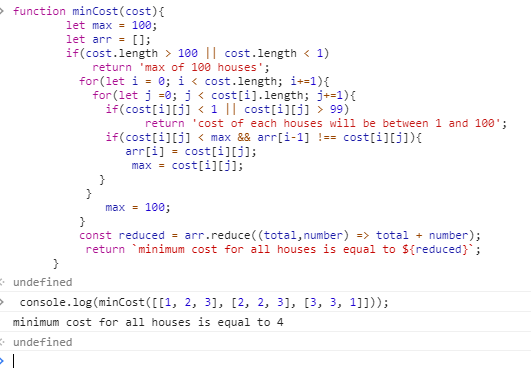 > function minCost(cost){
let max = 100;
let arr = [];
if(cost.length > 100 || cost.length < 1)
return 'max of 100 houses';
for(let i = 0; i < cost.length; i+=1){
for(let j =0; j < cost[i].length; j+=1){
if(cost[i][j] < 1 || cost[i][j] > 99)
return 'cost of each houses will be between 1 and 100';
if(cost[i][j] < max && arr[i-1] !== cost[i][j]){
arr[i] = cost[i][j];
max = cost[i][j];
}
}
max = 100;
}
const reduced = arr.reduce((total,number) => total + number);
return `minimum cost for all houses is equal to ${reduced}`;
}
undefined
> console.log(minCost([[1, 2, 3], [2, 2, 3], [3, 3, 1]]));
minimum cost for all houses is equal to 4
undefined
>